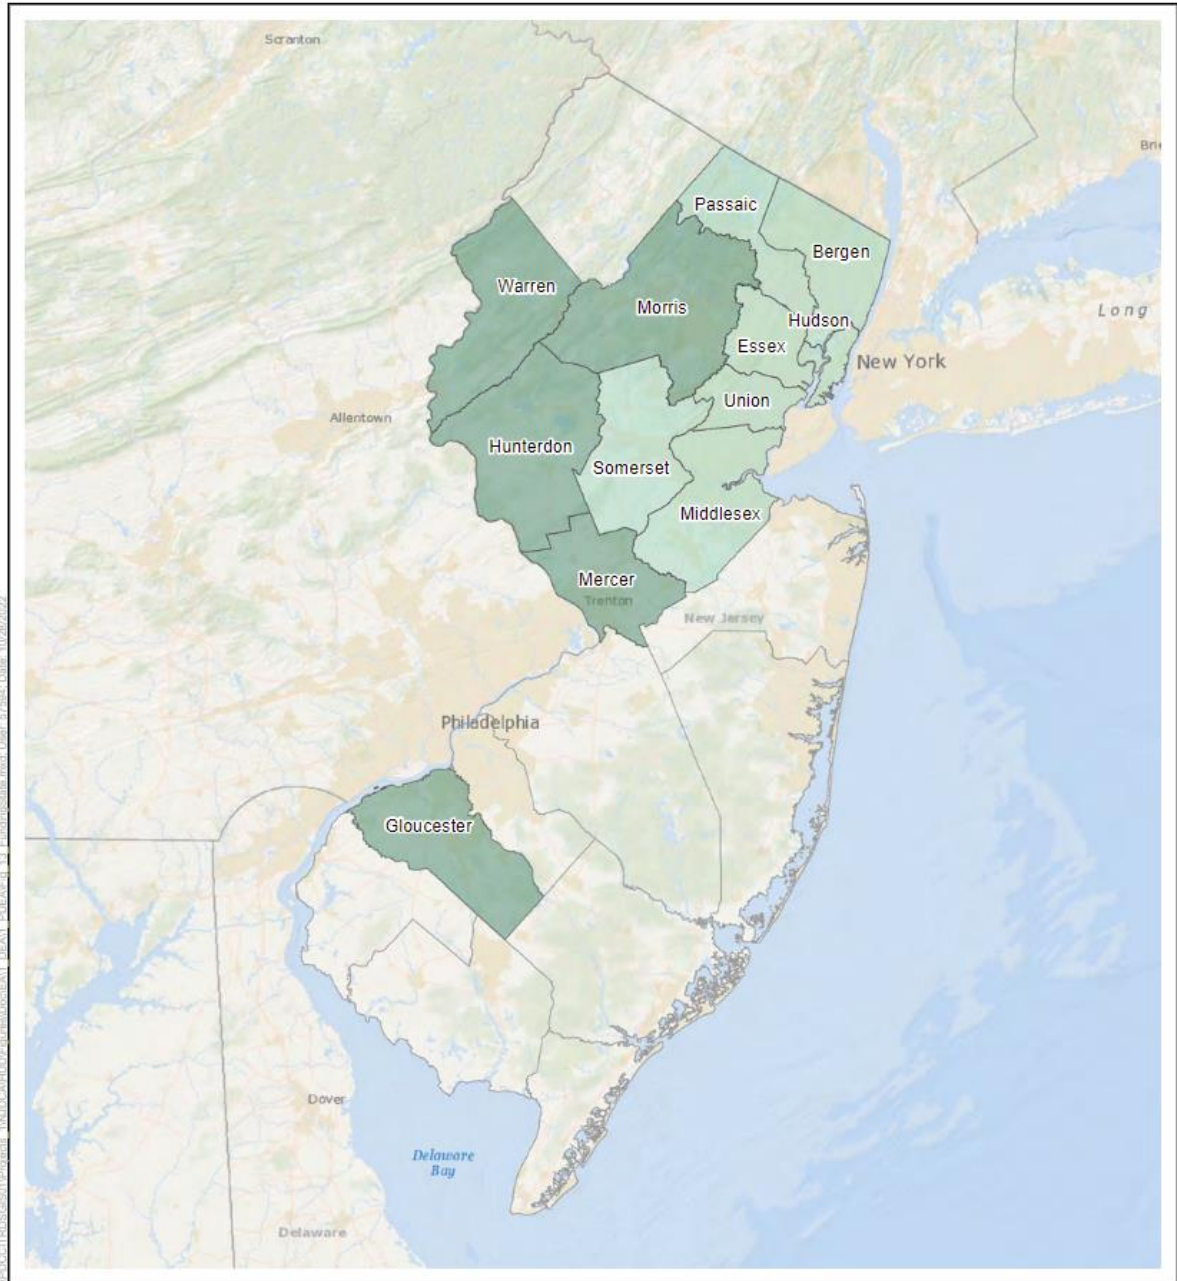 Scranton
Bri
Passaic
Bergen
Warren
Morris
Long
Hudson
Essex
New York
Union
Allentown
Hunterdon
Somerset
Middlesex
Mercer
Trenton
New Jersey
Philadelphia
Gloucester
Dover
Delaware
Bay
Delaware